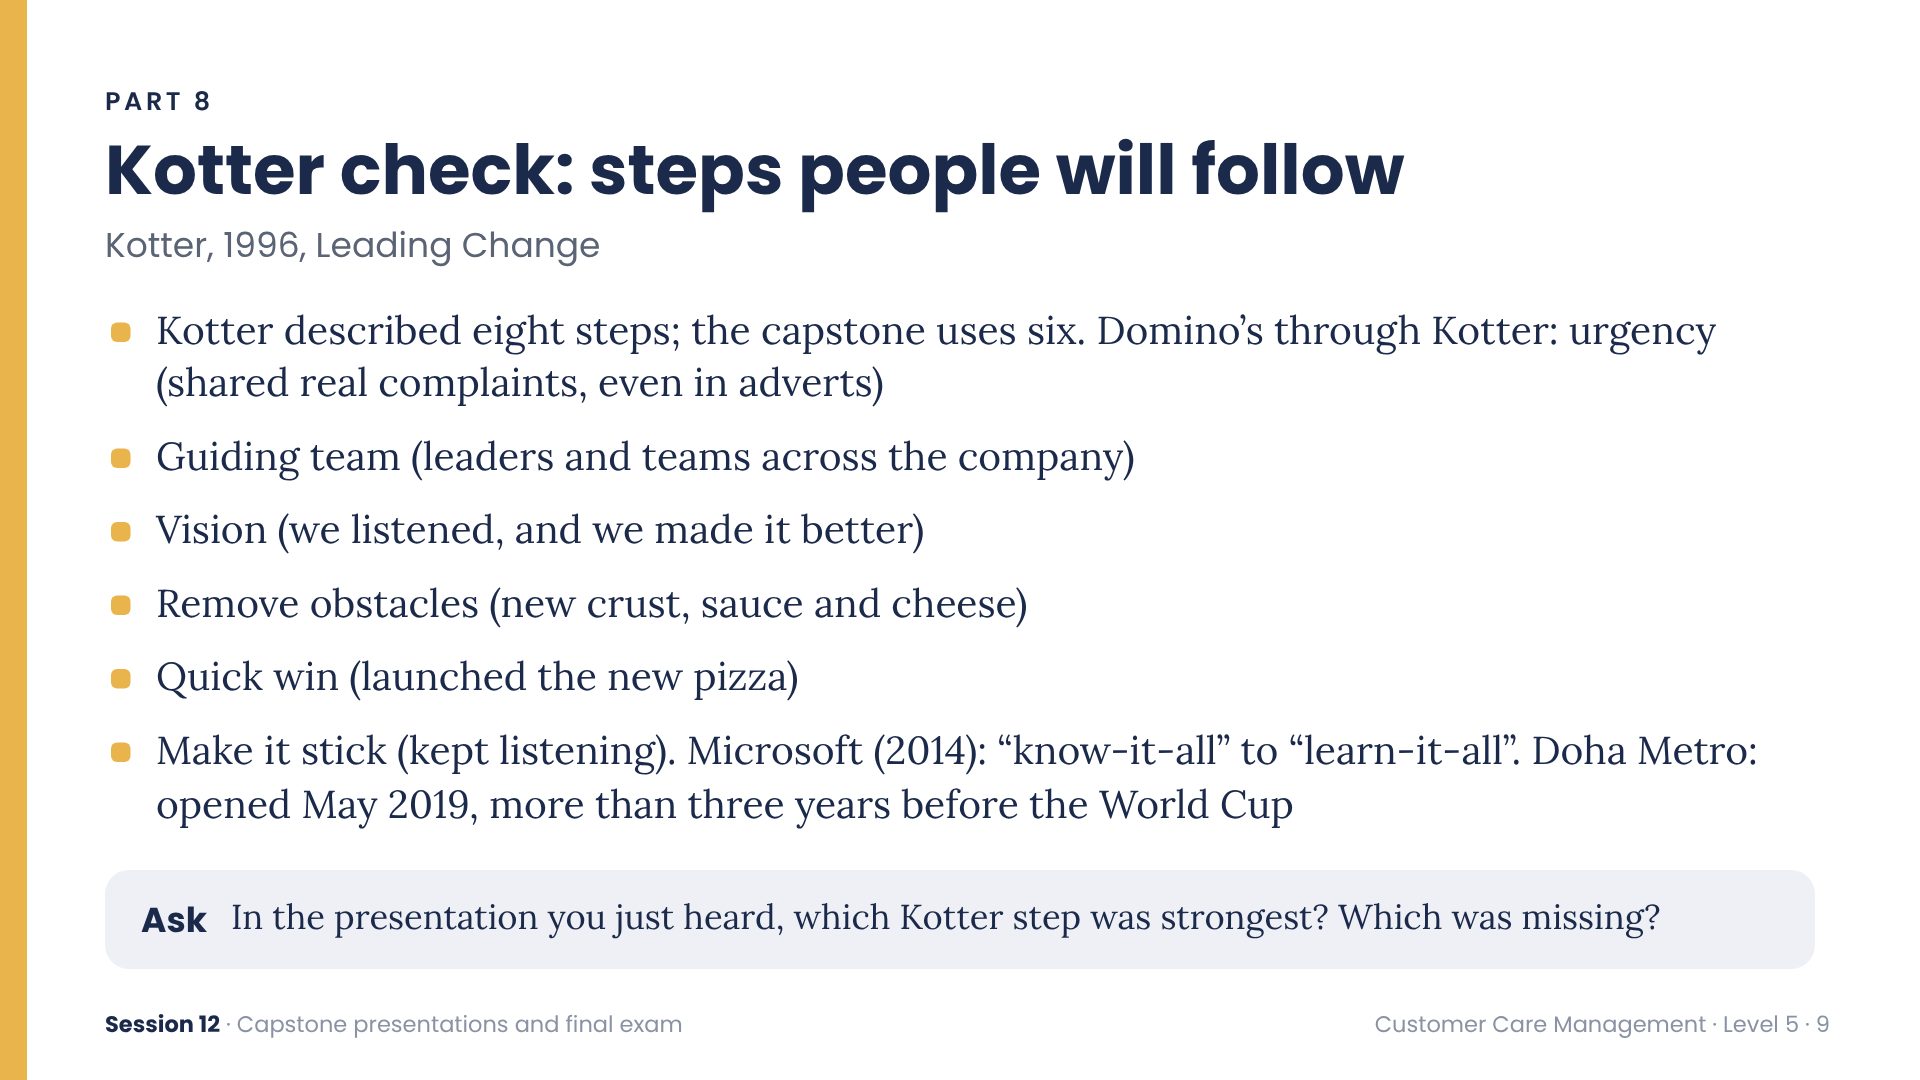 PART 8
Kotter check: steps people will follow
Kotter, 1996, Leading Change
Kotter described eight steps; the capstone uses six. Domino’s through Kotter: urgency
(shared real complaints, even in adverts)
Guiding team (leaders and teams across the company)
Vision (we listened, and we made it better)
Remove obstacles (new crust, sauce and cheese)
Quick win (launched the new pizza)
Make it stick (kept listening). Microsoft (2014): “know-it-all” to “learn-it-all”. Doha Metro:
opened May 2019, more than three years before the World Cup
Ask In the presentation you just heard, which Kotter step was strongest? Which was missing?
Session 12 · Capstone presentations and final exam
Customer Care Management · Level 5 · 9